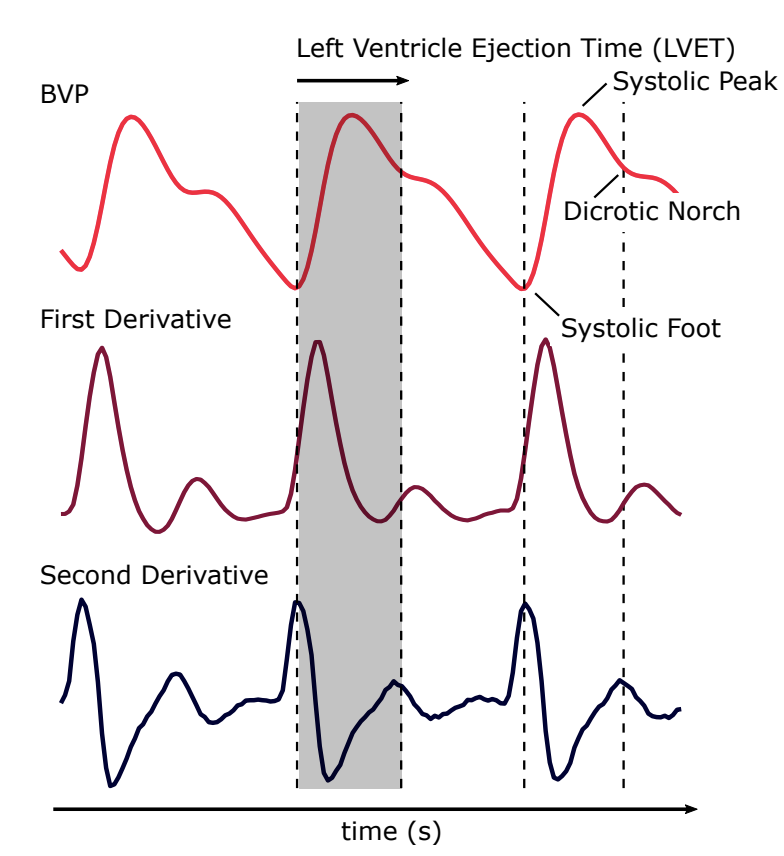 Left Ventricle Ejection Time (LVET)
Systolic Peak
BVP
Dicrotic Norch
First Derivative
Systolic Foot
Second Derivative
time (s)